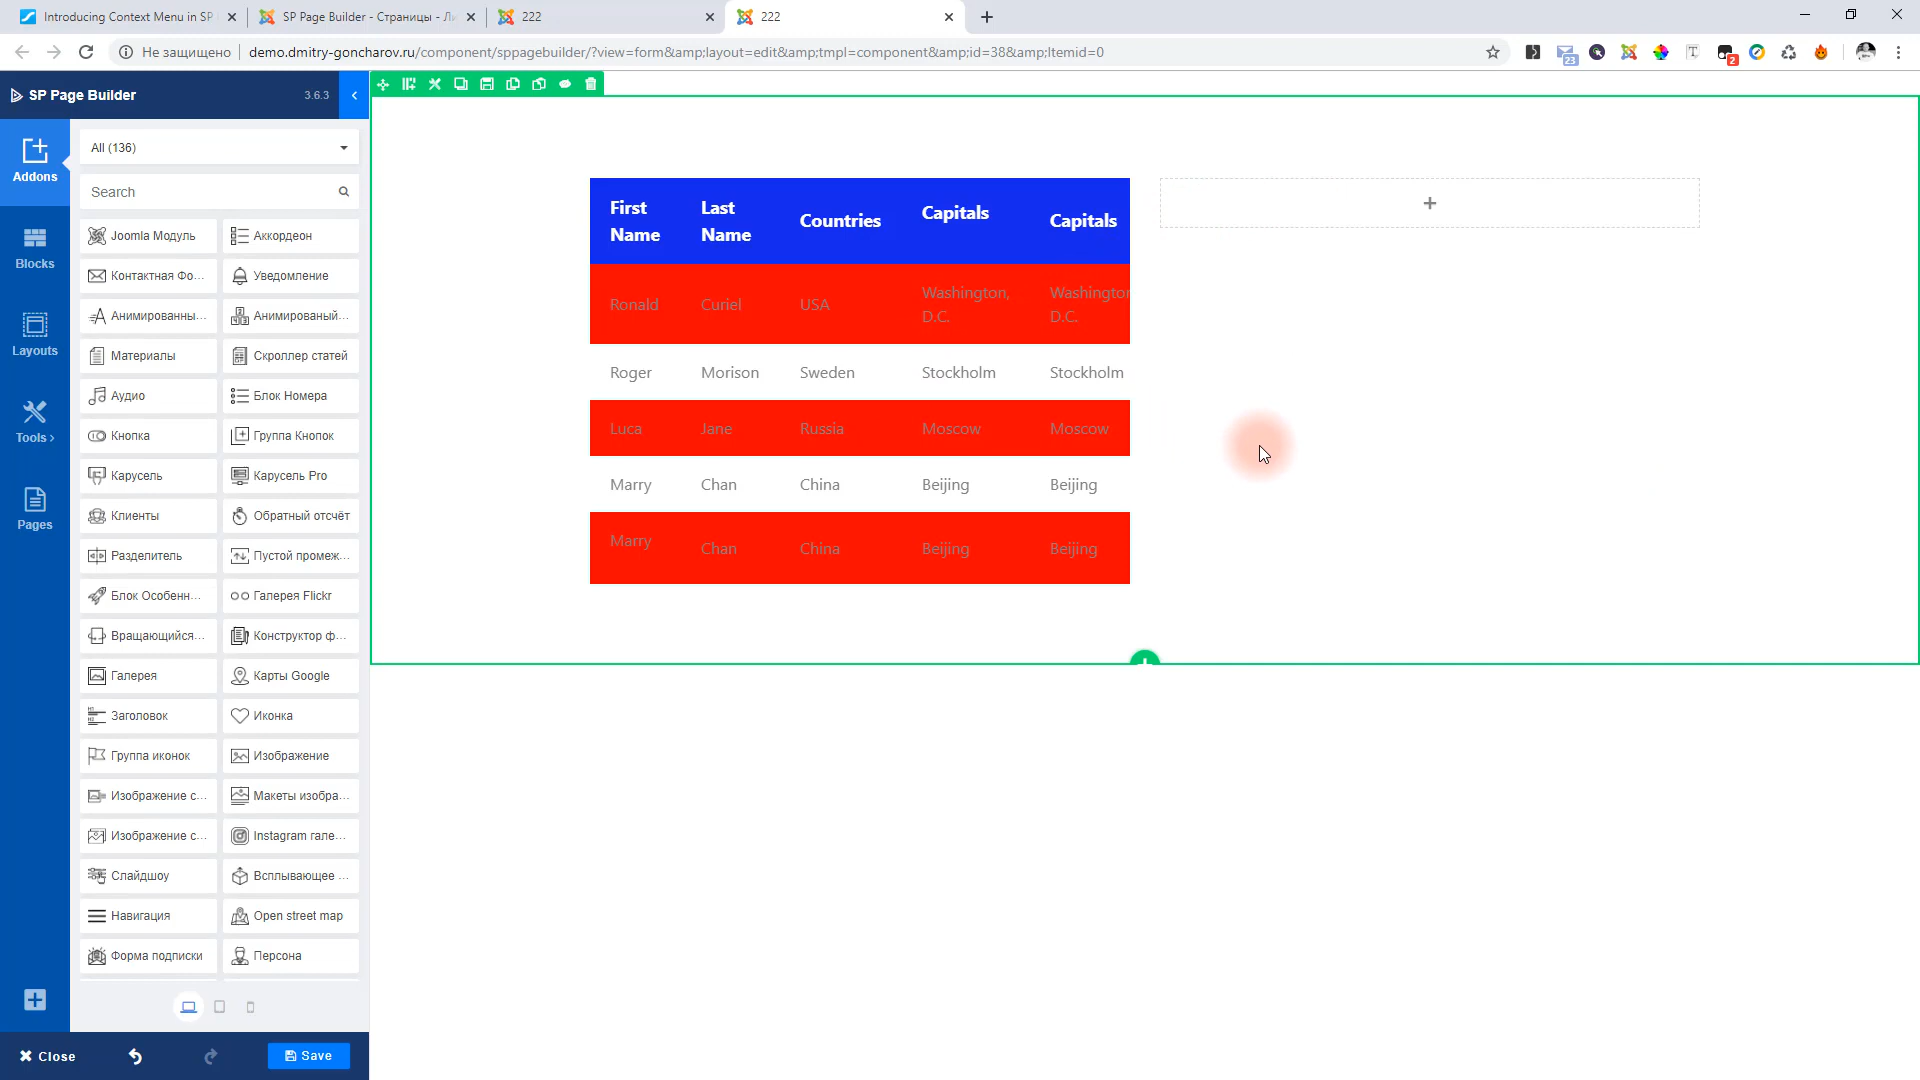 Introducing Context Menu in SP
SP Page Builder - Страницы - Ли
222
222
Не защищено
demo.dmitry-goncharov.ru/component/sppagebuilder/?view=form&amp;layout=edit&amp;tmpl=component&amp;id=38&amp;Itemid=0
23
2
SP Page Builder
3.6.3
Addons
Blocks
Layouts
Tools ›
Pages
All (136)
Search
Joomla Модуль
Аккордеон
Контактная Фо...
Уведомление
Анимированны...
Анимированый...
Материалы
Скроллер статей
Аудио
Блок Номера
Кнопка
Группа Кнопок
Карусель
Карусель Pro
Клиенты
Обратный отсчёт
Разделитель
Пустой промеж...
Блок Особенн...
Галерея Flickr
Вращающийся...
Конструктор ф...
Галерея
Карты Google
Заголовок
Иконка
Группа иконок
Изображение
Изображение с...
Макеты изобра...
Изображение с...
Instagram гале...
Слайдшоу
Всплывающее ...
Навигация
Open street map
Форма подписки
Персона
Close
Save
First Name
Last Name
Countries
Capitals
Capitals
Ronald
Curiel
USA
Washington, D.C.
Washington D.C.
Roger
Morison
Sweden
Stockholm
Stockholm
Luca
Jane
Russia
Moscow
Moscow
Marry
Chan
China
Beijing
Beijing
Marry
Chan
China
Beijing
Beijing